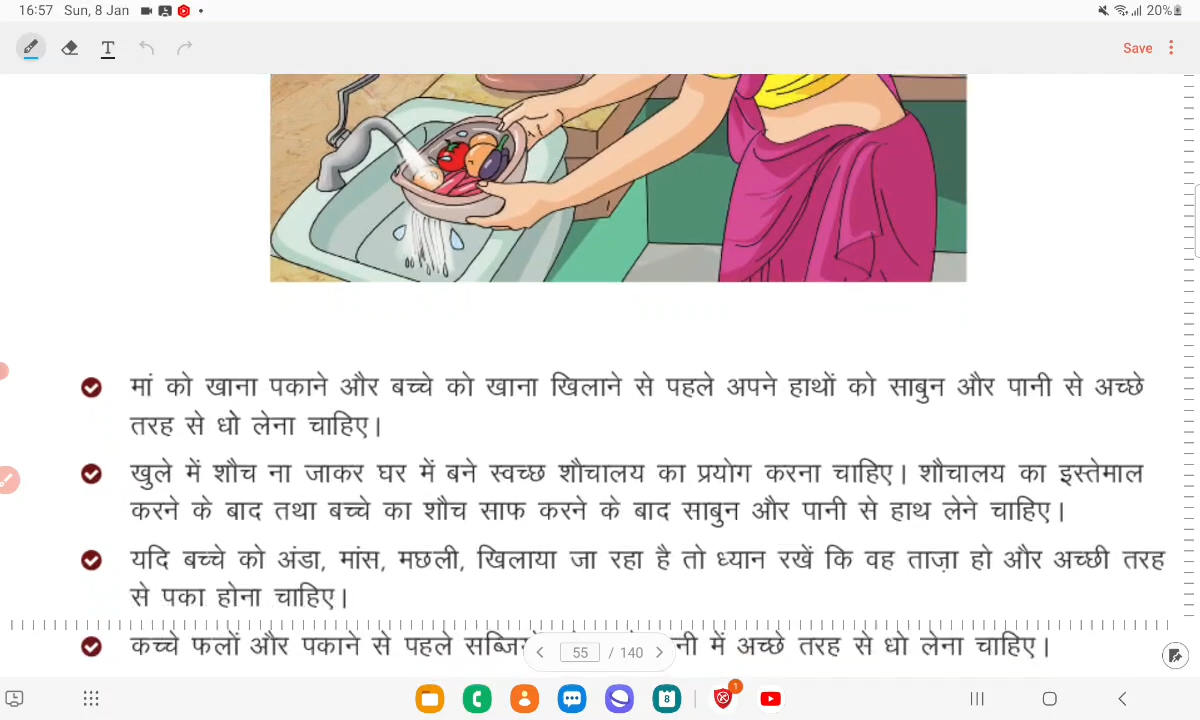 16:57 Sun, 8 Jan 20%
T Save
मां को खाना पकाने और बच्चे को खाना खिलाने से पहले अपने हाथों को साबुन और पानी से अच्छे
तरह से धो लेना चाहिए।
खुले में शौच ना जाकर घर में बने स्वच्छ शौचालय का प्रयोग करना चाहिए। शौचालय का इस्तेमाल
करने के बाद तथा बच्चे का शौच साफ करने के बाद साबुन और पानी से हाथ लेने चाहिए।
यदि बच्चे को अंडा, मांस, मछली, खिलाया जा रहा है तो ध्यान रखें कि वह ताज़ा हो और अच्छी तरह
से पका होना चाहिए।
कच्चे फलों और पकाने से पहले में अच्छे तरह से धो लेना चाहिए।
55 / 140
8 1